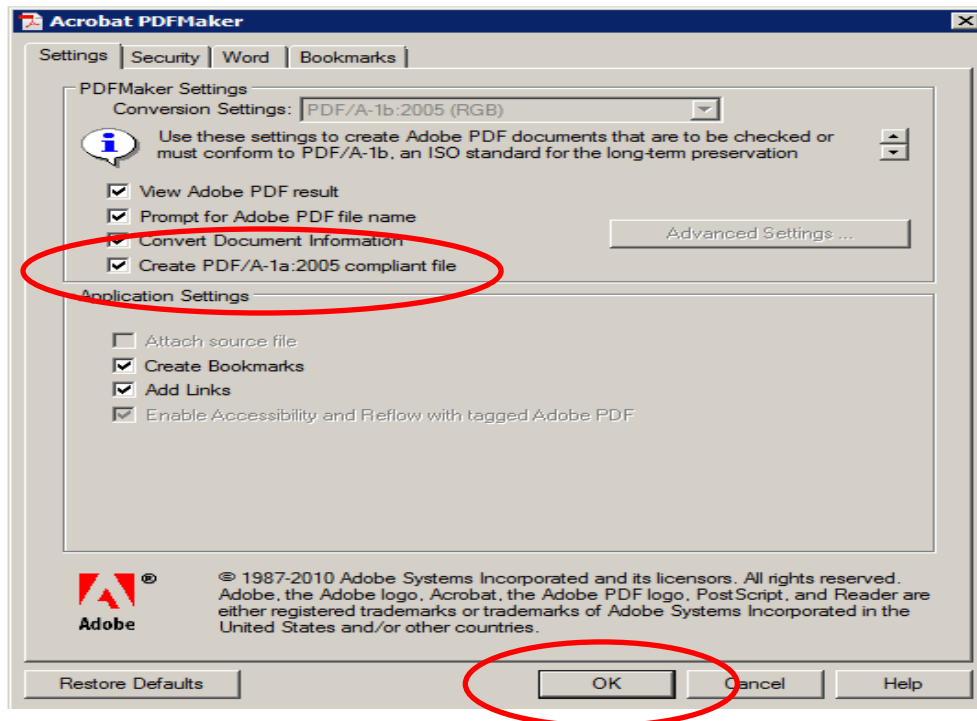 Acrobat PDFMaker
Settings Security Word Bookmarks
PDFMaker Settings
Conversion Settings: PDF/A-1b:2005 (RGB)
Use these settings to create Adobe PDF documents that are to be checked or
must conform to PDF/A-1b, an ISO standard for the long-term preservation
View Adobe PDF result
Prompt for Adobe PDF file name
Convert Document Information
Advanced Settings ...
Create PDF/A-1a:2005 compliant file
Application Settings
Attach source file
Create Bookmarks
Add Links
Enable Accessibility and Reflow with tagged Adobe PDF
® © 1987-2010 Adobe Systems Incorporated and its licensors. All rights reserved.
Adobe, the Adobe logo, Acrobat, the Adobe PDF logo, PostScript, and Reader are
either registered trademarks or trademarks of Adobe Systems Incorporated in the
United States and/or other countries.
Adobe
Restore Defaults OK Cancel Help